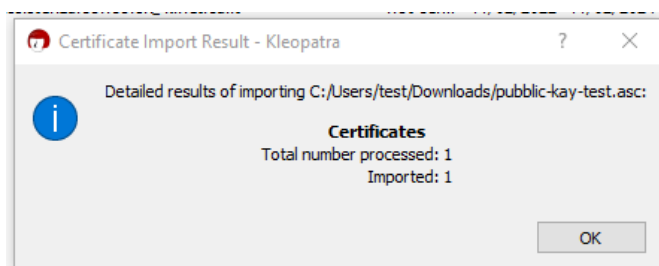 Certificate Import Result - Kleopatra
Detailed results of importing C:/Users/test/Downloads/pubblic-kay-test.asc:
Certificates
Total number processed: 1
Imported: 1
OK